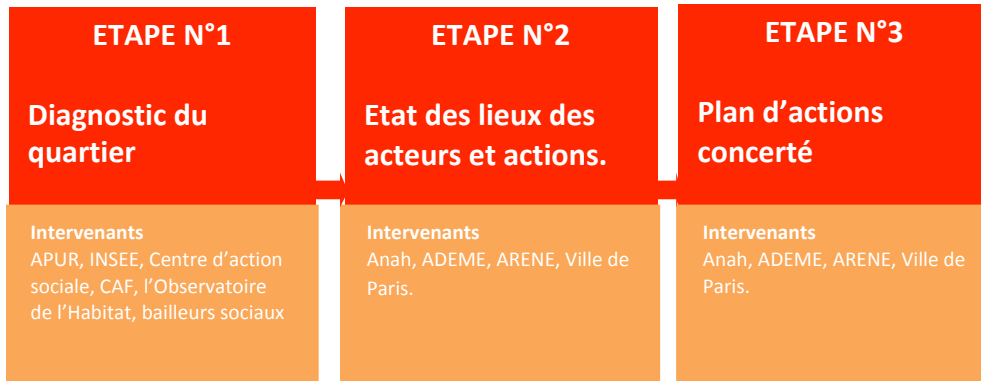 ETAPE N°1
Diagnostic du
quartier
Intervenants
APUR, INSEE, Centre d'action
sociale, CAF, l'Observatoire
de l'Habitat, bailleurs sociaux
ETAPE N°2
Etat des lieux des
acteurs et actions.
Intervenants
Anah, ADEME, ARENE, Ville de
Paris.
ETAPE N°3
Plan d'actions
concerté
Intervenants
Anah, ADEME, ARENE, Ville de
Paris.